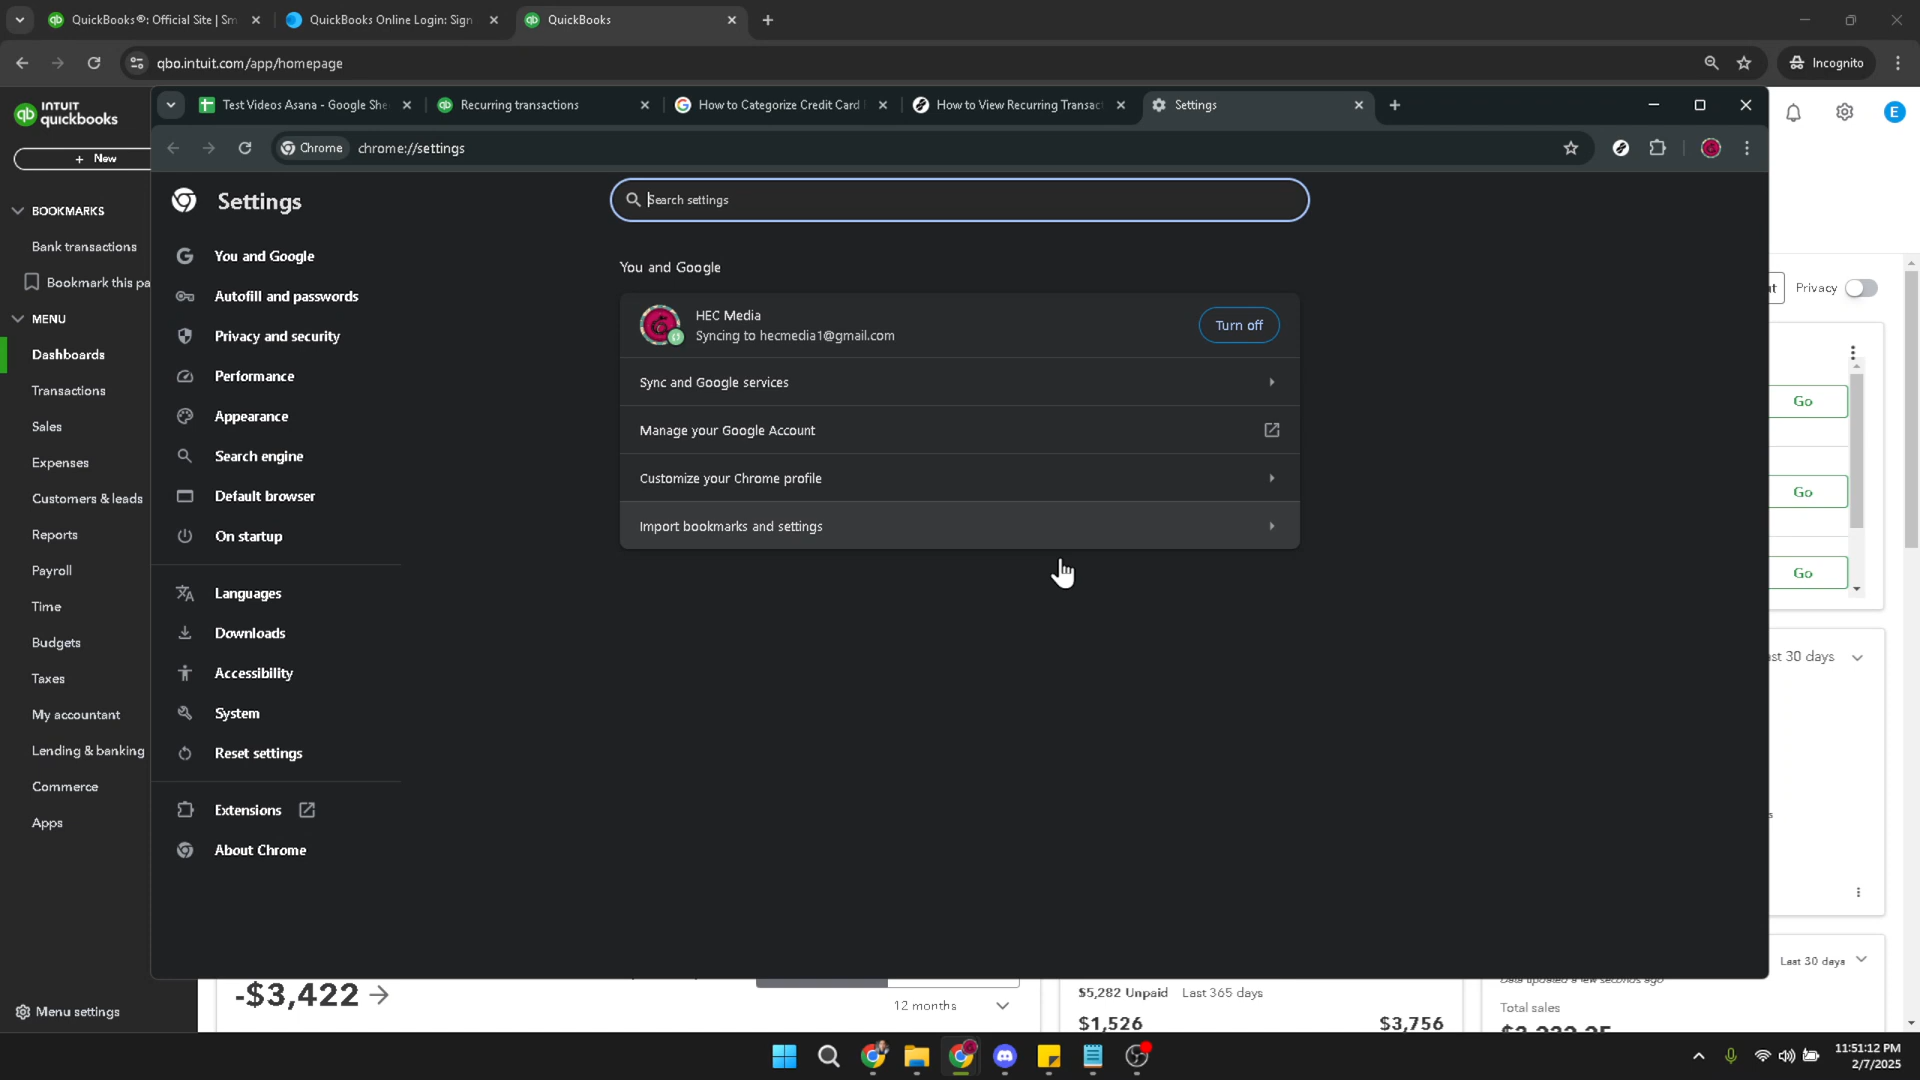 QuickBooks®: Official Site | Sm
QuickBooks Online Login: Sign
QuickBooks
qbo.intuit.com/app/homepage
Incognito
INTUIT
quickbooks
Test Videos Asana - Google She
Recurring transactions
How to Categorize Credit Card
How to View Recurring Transact
Settings
E
+ New
Chrome
chrome://settings
Settings
Search settings
BOOKMARKS
Bank transactions
Bookmark this pa
MENU
Dashboards
Transactions
Sales
Expenses
Customers & leads
Reports
Payroll
Time
Budgets
Taxes
My accountant
Lending & banking
Commerce
Apps
Menu settings
You and Google
Autofill and passwords
Privacy and security
Performance
Appearance
Search engine
Default browser
On startup
Languages
Downloads
Accessibility
System
Reset settings
Extensions
About Chrome
You and Google
HEC Media
Syncing to hecmedia1@gmail.com
Turn off
Sync and Google services
Manage your Google Account
Customize your Chrome profile
Import bookmarks and settings
Privacy
Go
Go
Go
ast 30 days
Last 30 days
Data updated a few seconds ago
-$3,422
12 months
$5,282 Unpaid
Last 365 days
$1,526
$3,756
Total sales
11:51:12 PM
2/7/2025